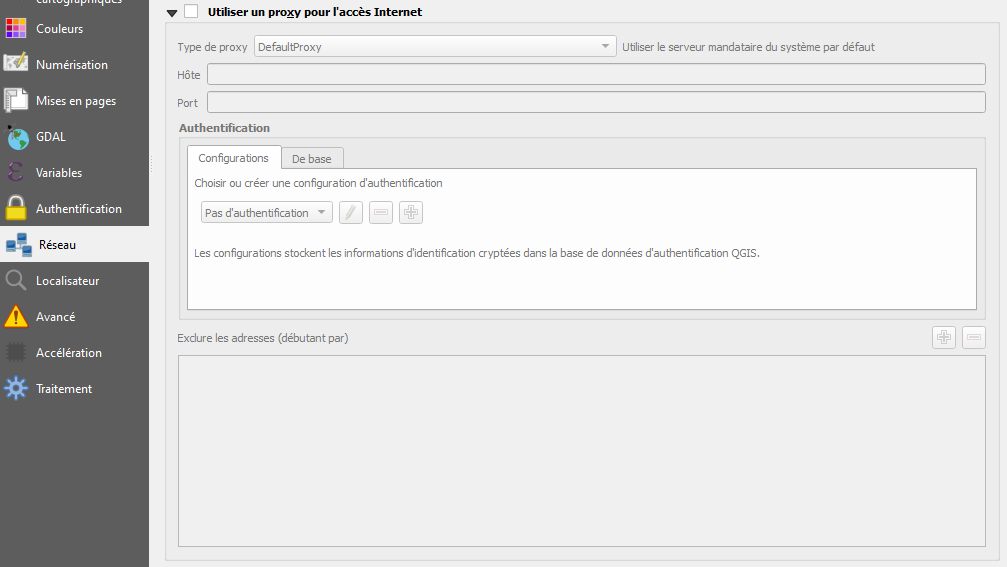 cartographiques
Couleurs
Numérisation
Mises en pages
GDAL
Variables
Authentification
Réseau
Localisateur
Avancé
Accélération
Traitement
Utiliser un proxy pour l'accès Internet
Type de proxy DefaultProxy Utiliser le serveur mandataire du système par défaut
Hôte
Port
Authentification
Configurations De base
Choisir ou créer une configuration d'authentification
Pas d'authentification
Les configurations stockent les informations d'identification cryptées dans la base de données d'authentification QGIS.
Exclure les adresses (débutant par)